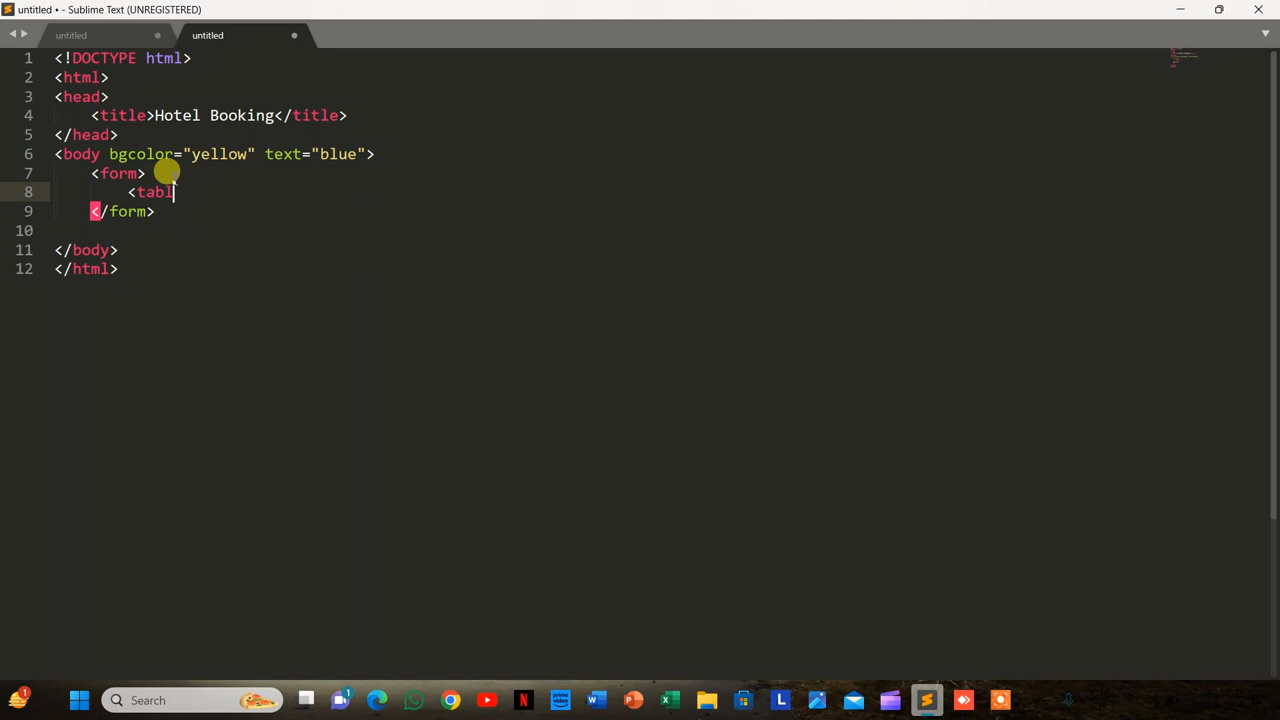 untitled • - Sublime Text (UNREGISTERED)
untitled
untitled
1 <!DOCTYPE html>
2 <html>
3 <head>
4 <title>Hotel Booking</title>
5 </head>
6 <body bgcolor="yellow" text="blue">
7 <form>
8 <tabl
9 </form>
10
11 </body>
12 </html>
Search